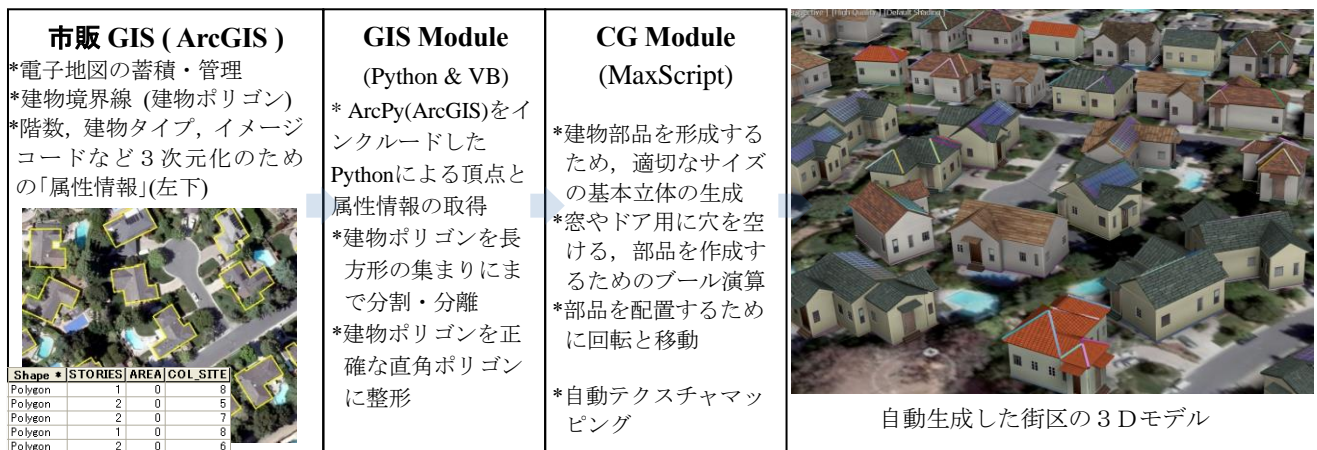 市販 GIS ( ArcGIS )
*電子地図の蓄積・管理
*建物境界線 (建物ポリゴン)
*階数，建物タイプ，イメージ
コードなど３次元化のため
の「属性情報」(左下)
Shape * STORIES AREA COL_SITE
Polygon 1 0 8
Polygon 2 0 5
Polygon 2 0 7
Polygon 1 0 8
Polygon 2 0 6
GIS Module
(Python & VB)
* ArcPy(ArcGIS)をイ
ンクルードした
Pythonによる頂点と
属性情報の取得
*建物ポリゴンを長
方形の集まりにま
で分割・分離
*建物ポリゴンを正
確な直角ポリゴン
に整形
CG Module
(MaxScript)
*建物部品を形成する
ため，適切なサイズ
の基本立体の生成
*窓やドア用に穴を空
ける，部品を作成す
るためのブール演算
*部品を配置するため
に回転と移動
*自動テクスチャマッ
ピング
[High Quality] [Default Shading]
自動生成した街区の３Ｄモデル